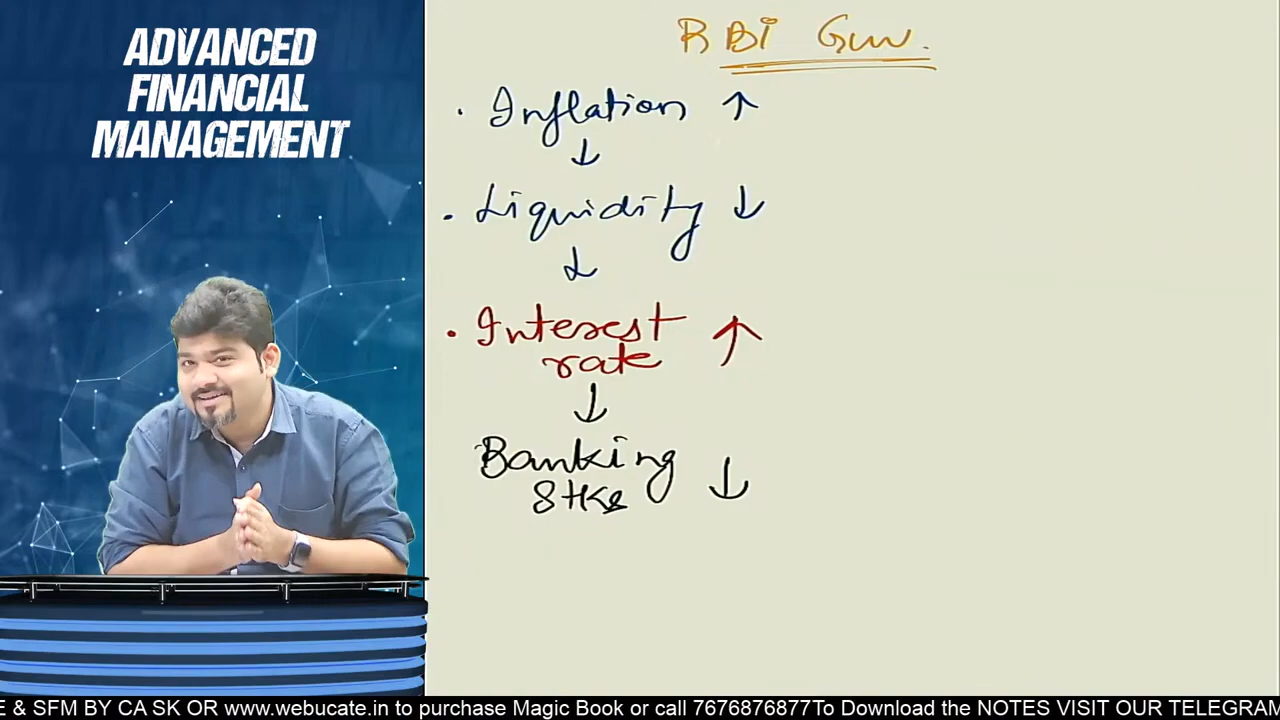 ADVANCED
FINANCIAL
MANAGEMENT
RBI Guv.
. Inflation ↑
↓
. Liquidity ↓
↓
. Interest ↑
rate
↓
Banking
Stks ↓
E & SFM BY CA SK OR www.webucate.in to purchase Magic Book or call 7676876877To Download the NOTES VISIT OUR TELEGRAM